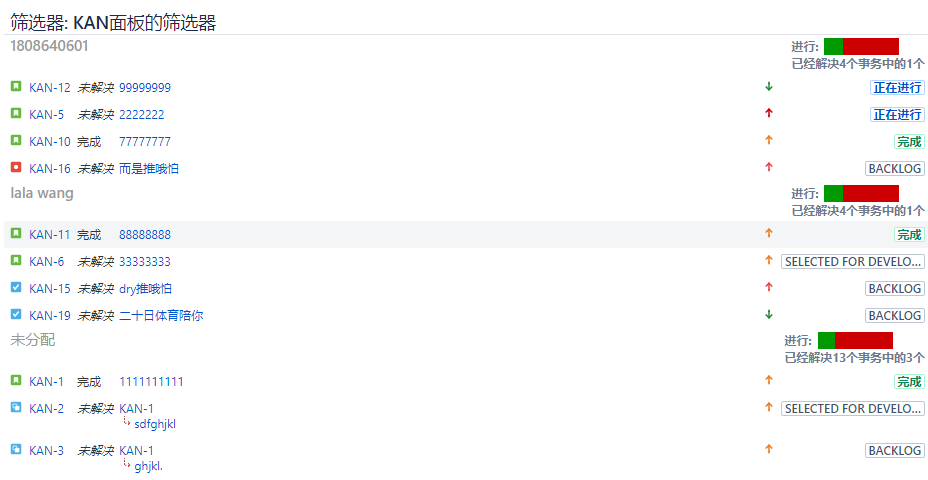 筛选器: KAN面板的筛选器
1808640601 进行:
已经解决4个事务中的1个
KAN-12 未解决 99999999 正在进行
KAN-5 未解决 2222222 正在进行
KAN-10 完成 77777777 完成
KAN-16 未解决 而是推哦怕 BACKLOG
lala wang 进行:
已经解决4个事务中的1个
KAN-11 完成 88888888 完成
KAN-6 未解决 33333333 SELECTED FOR DEVELO...
KAN-15 未解决 dry推哦怕 BACKLOG
KAN-19 未解决 二十日体育陪你 BACKLOG
未分配 进行:
已经解决13个事务中的3个
KAN-1 完成 1111111111 完成
KAN-2 未解决 KAN-1 SELECTED FOR DEVELO...
sdfghjkl
KAN-3 未解决 KAN-1 BACKLOG
ghjkl.